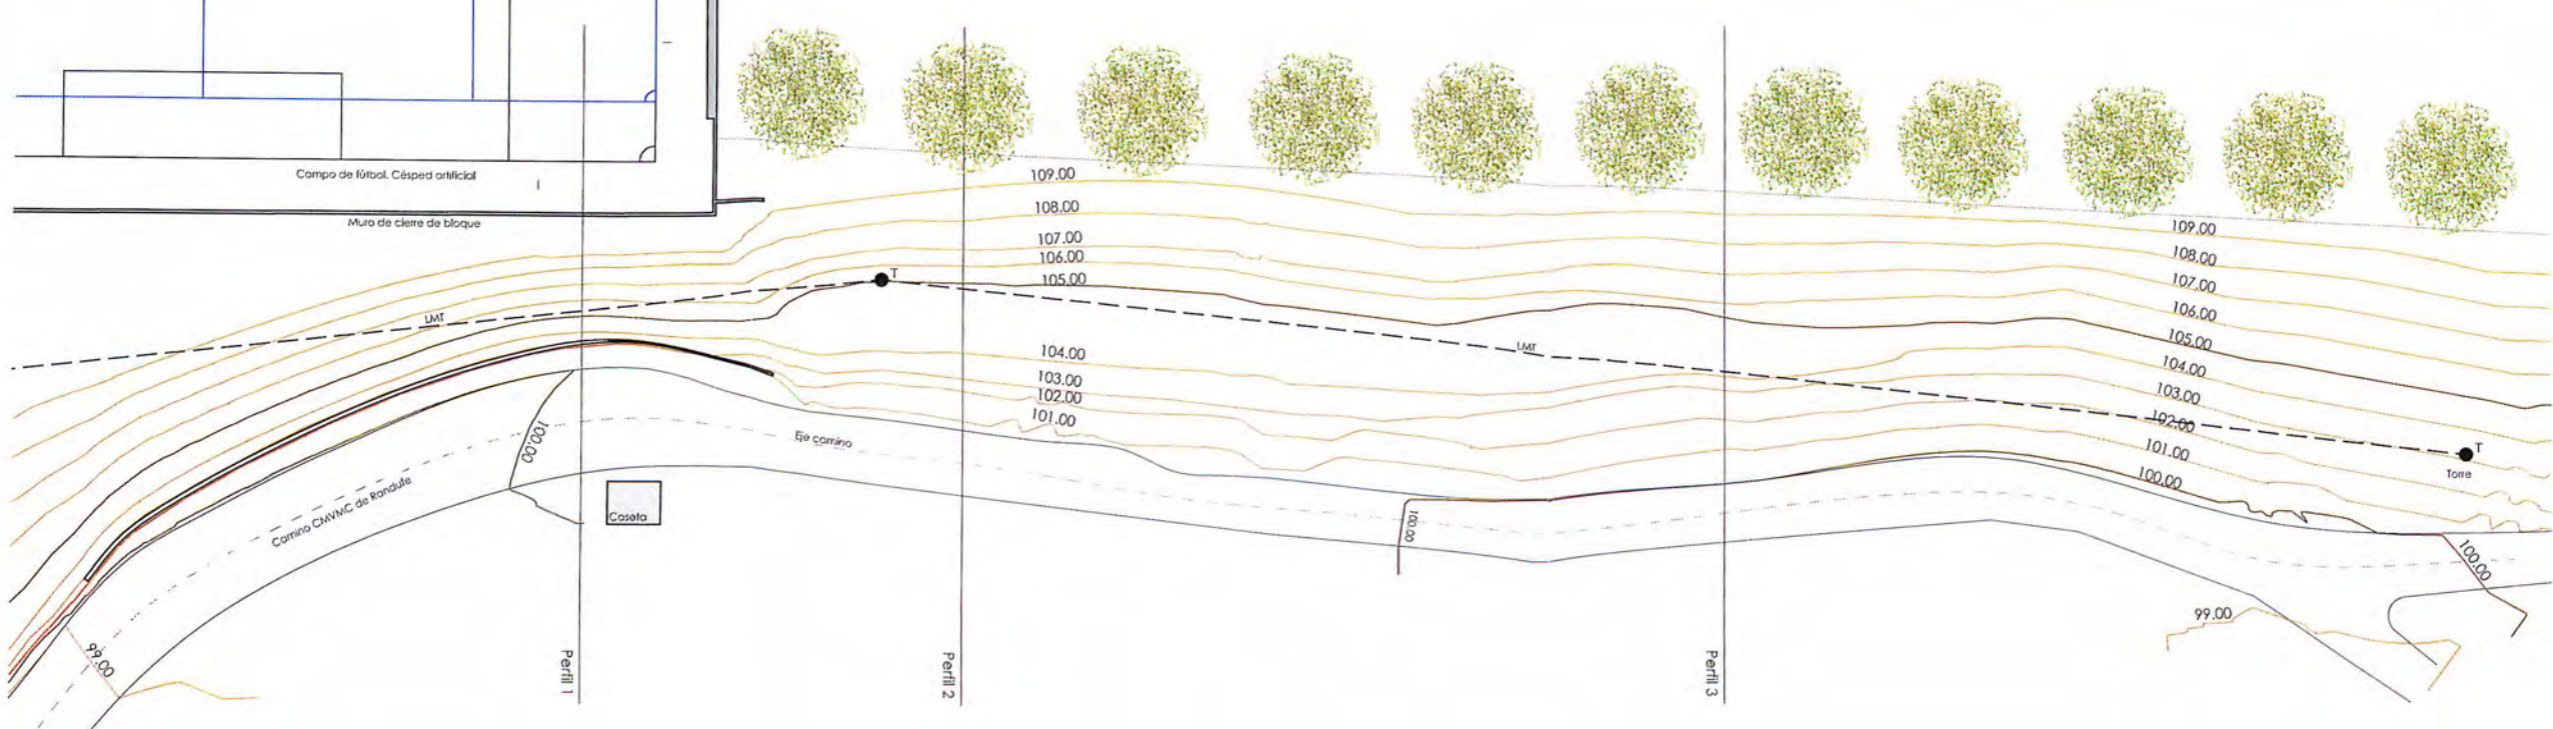 Campo de fútbol. Césped artificial
Muro de cierre de bloque
LMT
T
109.00
108.00
107.00
106.00
105.00
104.00
103.00
102.00
101.00
100.00
Eje camino
Camino CMVMC de Randufe
Caseta
99.00
LMT
100.00
109.00
108.00
107.00
106.00
105.00
104.00
103.00
102.00
101.00
100.00
T
Torre
100.00
99.00
Perfil 1
Perfil 2
Perfil 3